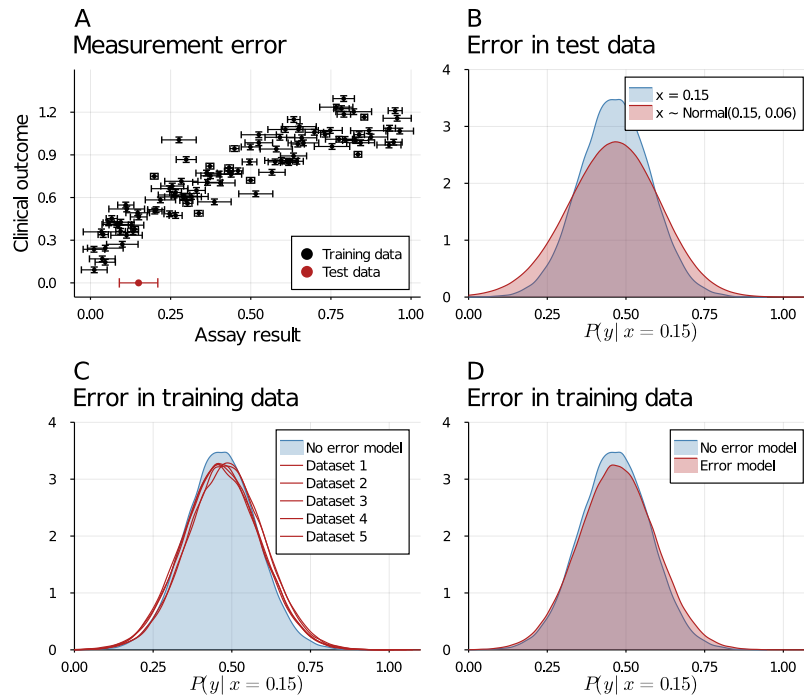 A
Measurement error
Clinical outcome
1.2
0.9
0.6
0.3
0.0
Training data
Test data
0.00
0.25
0.50
0.75
1.00
Assay result
B
Error in test data
4
3
2
1
0
x = 0.15
x ~ Normal(0.15, 0.06)
0.00
0.25
0.50
0.75
1.00
P(y| x = 0.15)
C
Error in training data
4
3
2
1
0
No error model
Dataset 1
Dataset 2
Dataset 3
Dataset 4
Dataset 5
0.00
0.25
0.50
0.75
1.00
P(y| x = 0.15)
D
Error in training data
4
3
2
1
0
No error model
Error model
0.00
0.25
0.50
0.75
1.00
P(y| x = 0.15)